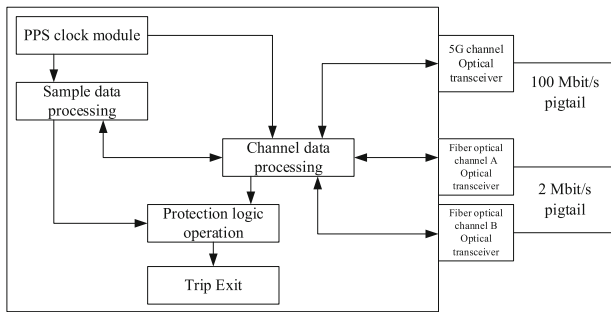 PPS clock module
Sample data
processing
Channel data
processing
Protection logic
operation
Trip Exit
5G channel
Optical
transceiver
Fiber optical
channel A
Optical
transceiver
Fiber optical
channel B
Optical
transceiver
100 Mbit/s
pigtail
2 Mbit/s
pigtail